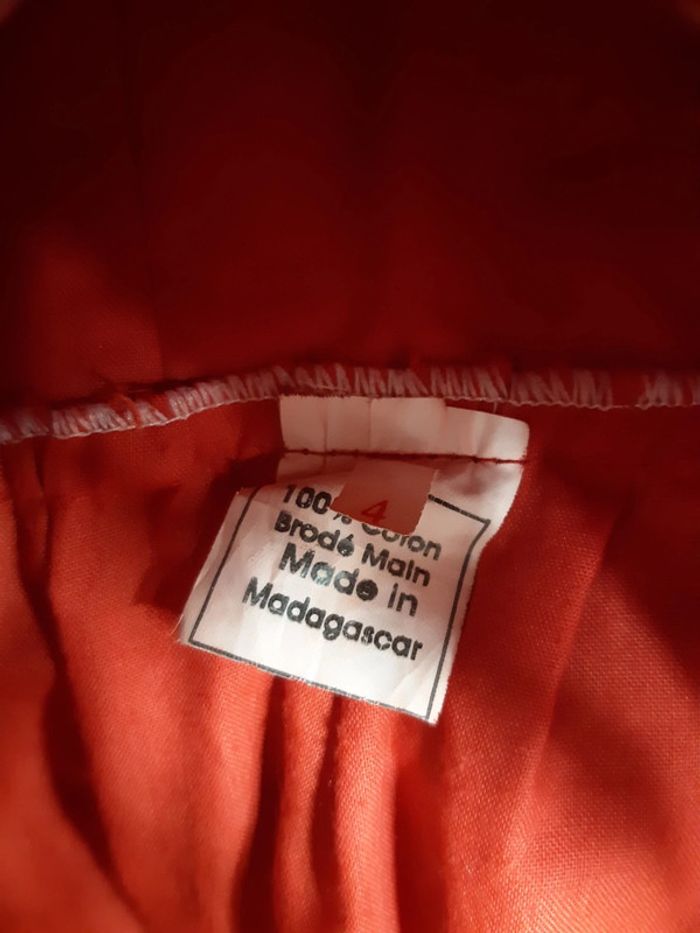 4
100% Coton
Brodé Main
Made in
Madagascar